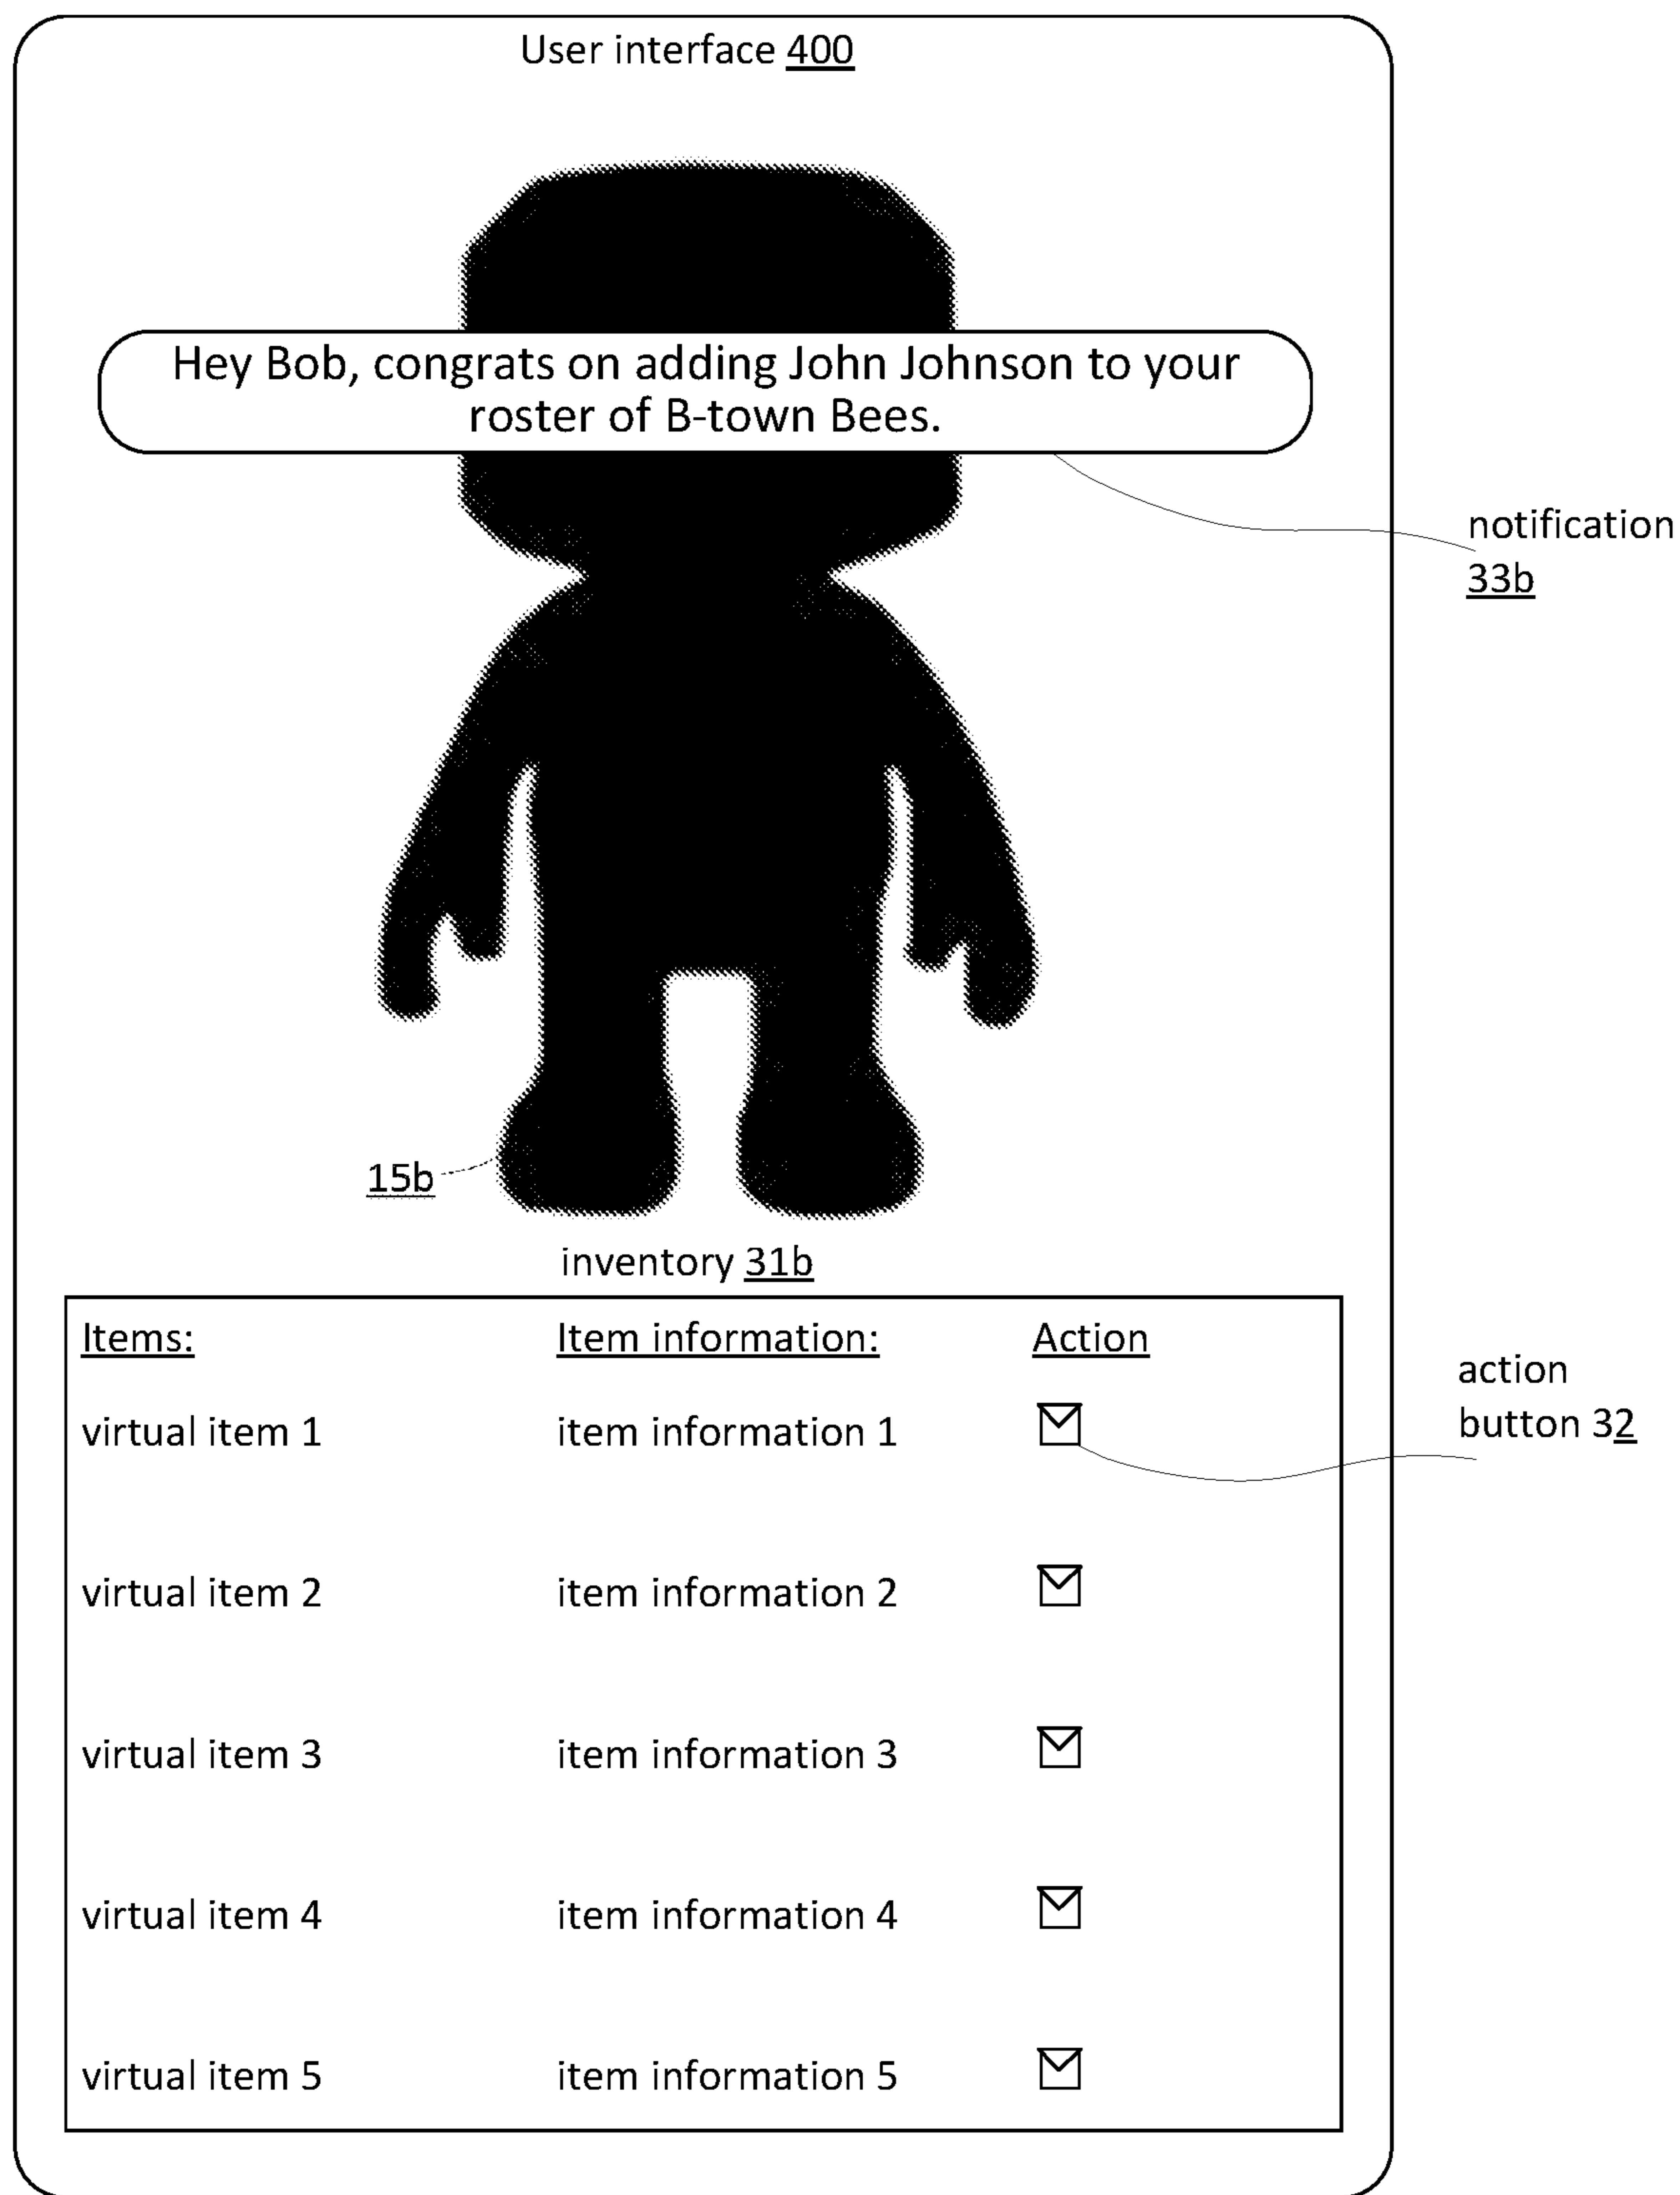 User interface 400
Hey Bob, congrats on adding John Johnson to your
roster of B-town Bees.
notification
33b
15b
inventory 31b
Items: Item information: Action
virtual item 1 item information 1
action
button 32
virtual item 2 item information 2
virtual item 3 item information 3
virtual item 4 item information 4
virtual item 5 item information 5